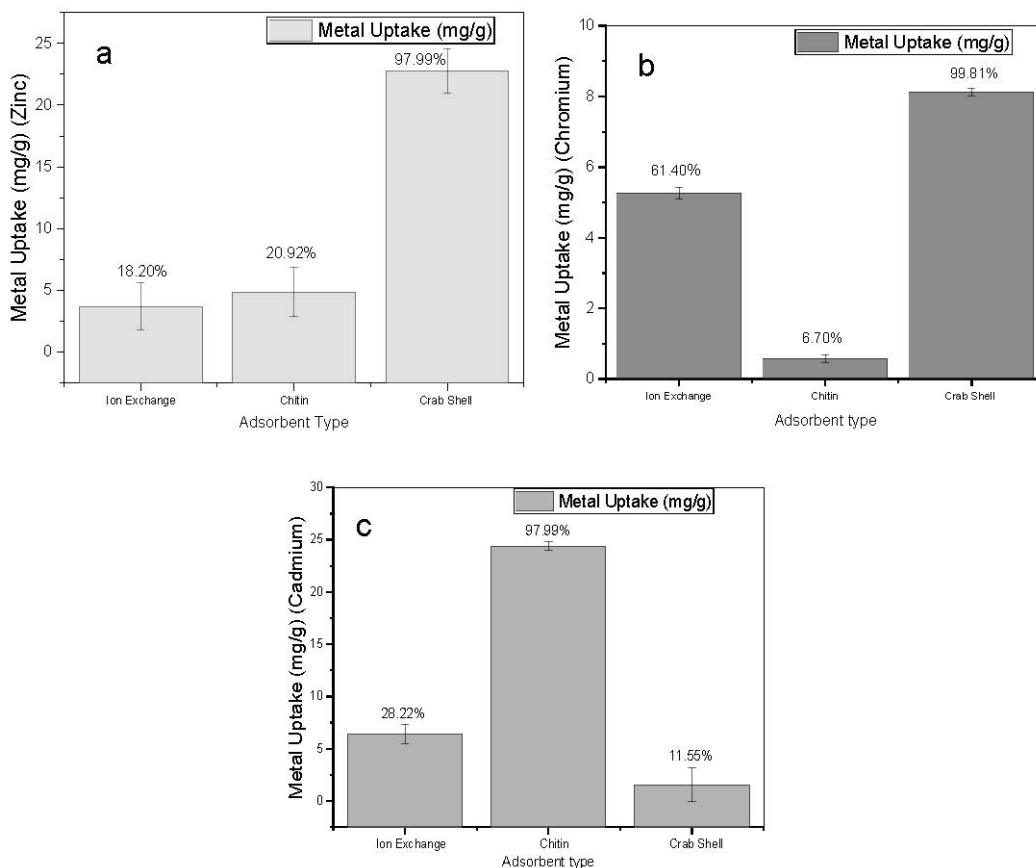 a
Metal Uptake (mg/g)
Metal Uptake (mg/g) (Zinc)
25
20
15
10
5
0
18.20%
20.92%
97.99%
Ion Exchange
Chitin
Crab Shell
Adsorbent Type
b
Metal Uptake (mg/g)
Metal Uptake (mg/g) (Chromium)
10
8
6
4
2
0
61.40%
6.70%
99.81%
Ion Exchange
Chitin
Crab Shell
Adsorbent type
c
Metal Uptake (mg/g)
Metal Uptake (mg/g) (Cadmium)
30
25
20
15
10
5
0
28.22%
97.99%
11.55%
Ion Exchange
Chitin
Crab Shell
Adsorbent type